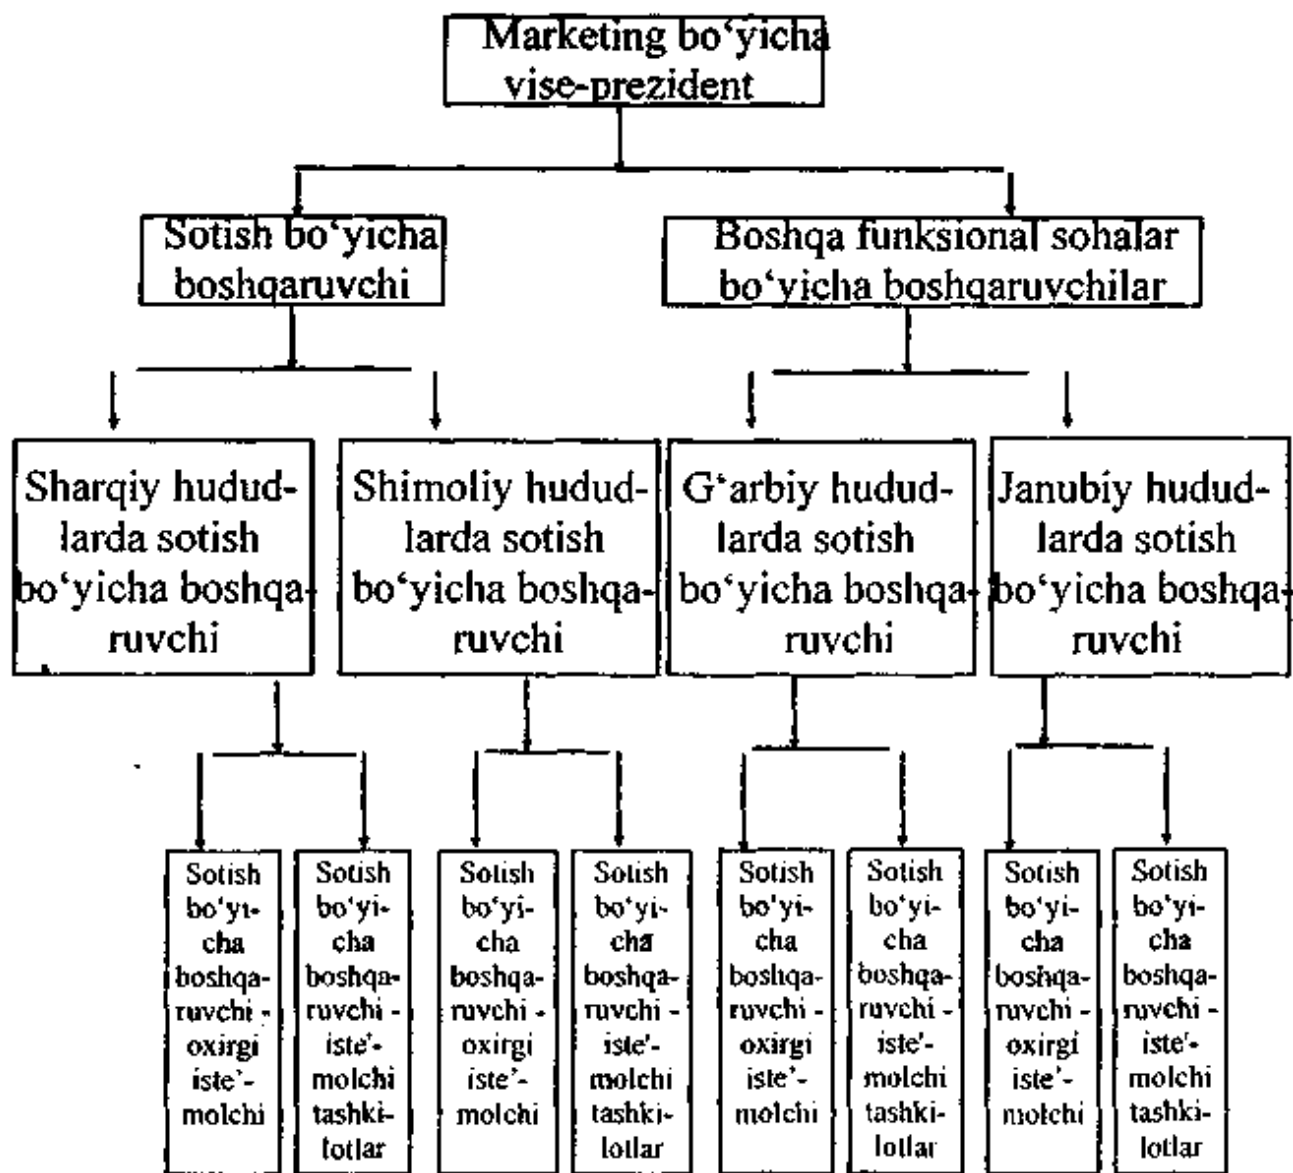 Marketing bo‘yicha
vise-prezident
Sotish bo‘yicha
boshqaruvchi
Boshqa funksional sohalar
bo‘yicha boshqaruvchilar
Sharqiy hudud-
larda sotish
bo‘yicha boshqa-
ruvchi
Shimoliy hudud-
larda sotish
bo‘yicha boshqa-
ruvchi
G‘arbiy hudud-
larda sotish
bo‘yicha boshqa-
ruvchi
Janubiy hudud-
larda sotish
bo‘yicha boshqa-
ruvchi
Sotish
bo‘yi-
cha
boshqa-
ruvchi -
oxirgi
iste’-
molchi
Sotish
bo‘yi-
cha
boshqa-
ruvchi -
iste’-
molchi
tashki-
lotlar
Sotish
bo‘yi-
cha
boshqa-
ruvchi -
oxirgi
iste’-
molchi
Sotish
bo‘yi-
cha
boshqa-
ruvchi -
iste’-
molchi
tashki-
lotlar
Sotish
bo‘yi-
cha
boshqa-
ruvchi -
oxirgi
iste’-
molchi
Sotish
bo‘yi-
cha
boshqa-
ruvchi -
iste’-
molchi
tashki-
lotlar
Sotish
bo‘yi-
cha
boshqa-
ruvchi -
oxirgi
iste’-
molchi
Sotish
bo‘yi-
cha
boshqa-
ruvchi -
iste’-
molchi
tashki-
lotlar